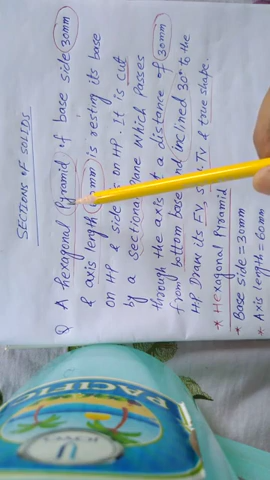 SECTIONS OF SOLIDS
Q A hexagonal Pyramid of base side 30mm
& axis length mm is resting its base
on HP & side on HP. It is cut
by a Sectional Plane which Passes
through the axis at a distance of 30mm
from bottom base and inclined 30° to the
HP Draw its FV, TV & true shape.
* Hexagonal Pyramid
* Base side = 30mm
* Axis length = 60mm
PACIFIC